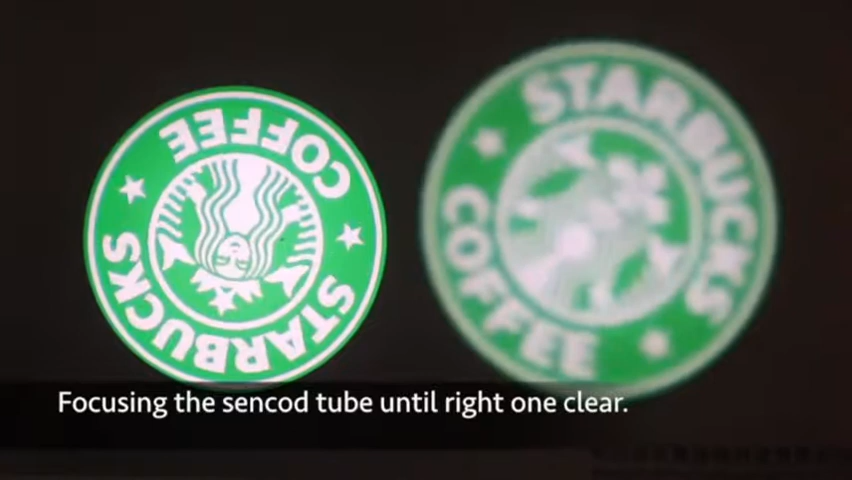 STARBUCKS
COFFEE
STARBUCKS
COFFEE
Focusing the sencod tube until right one clear.